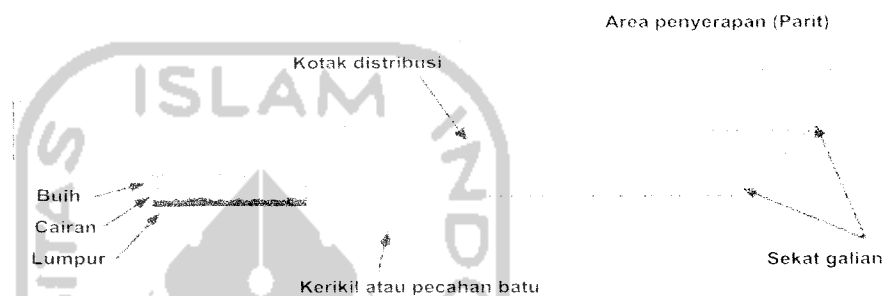 Area penyerapan (Parit)
Kotak distribusi
ISLAM
Buih
Cairan
Lumpur
Sekat galian
Kerikil atau pecahan batu